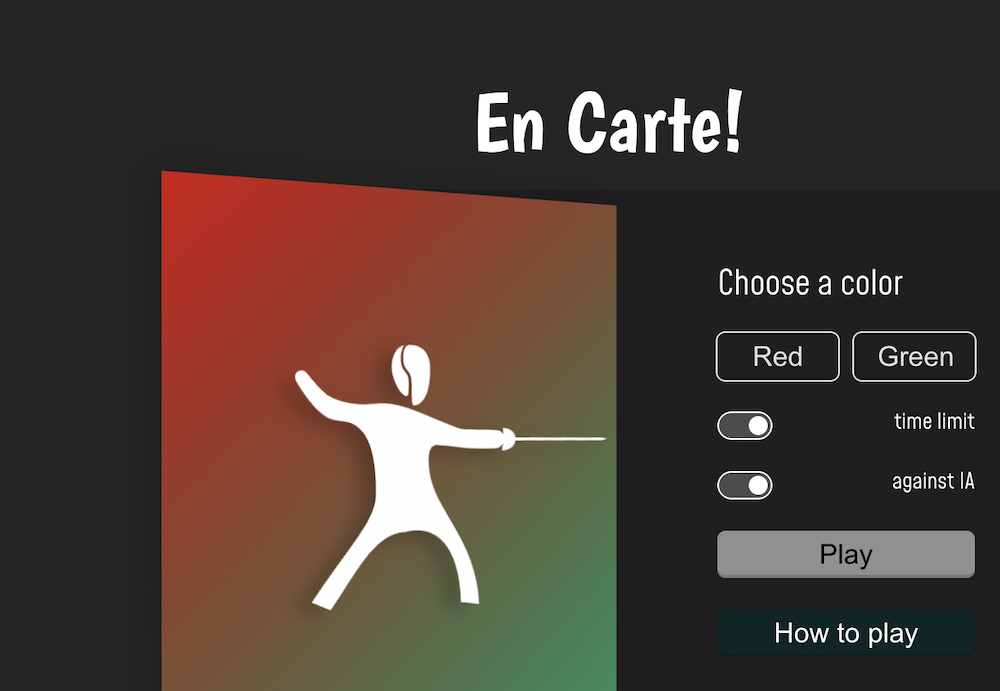 En Carte!
Choose a color
Red Green
time limit
against IA
Play
How to play